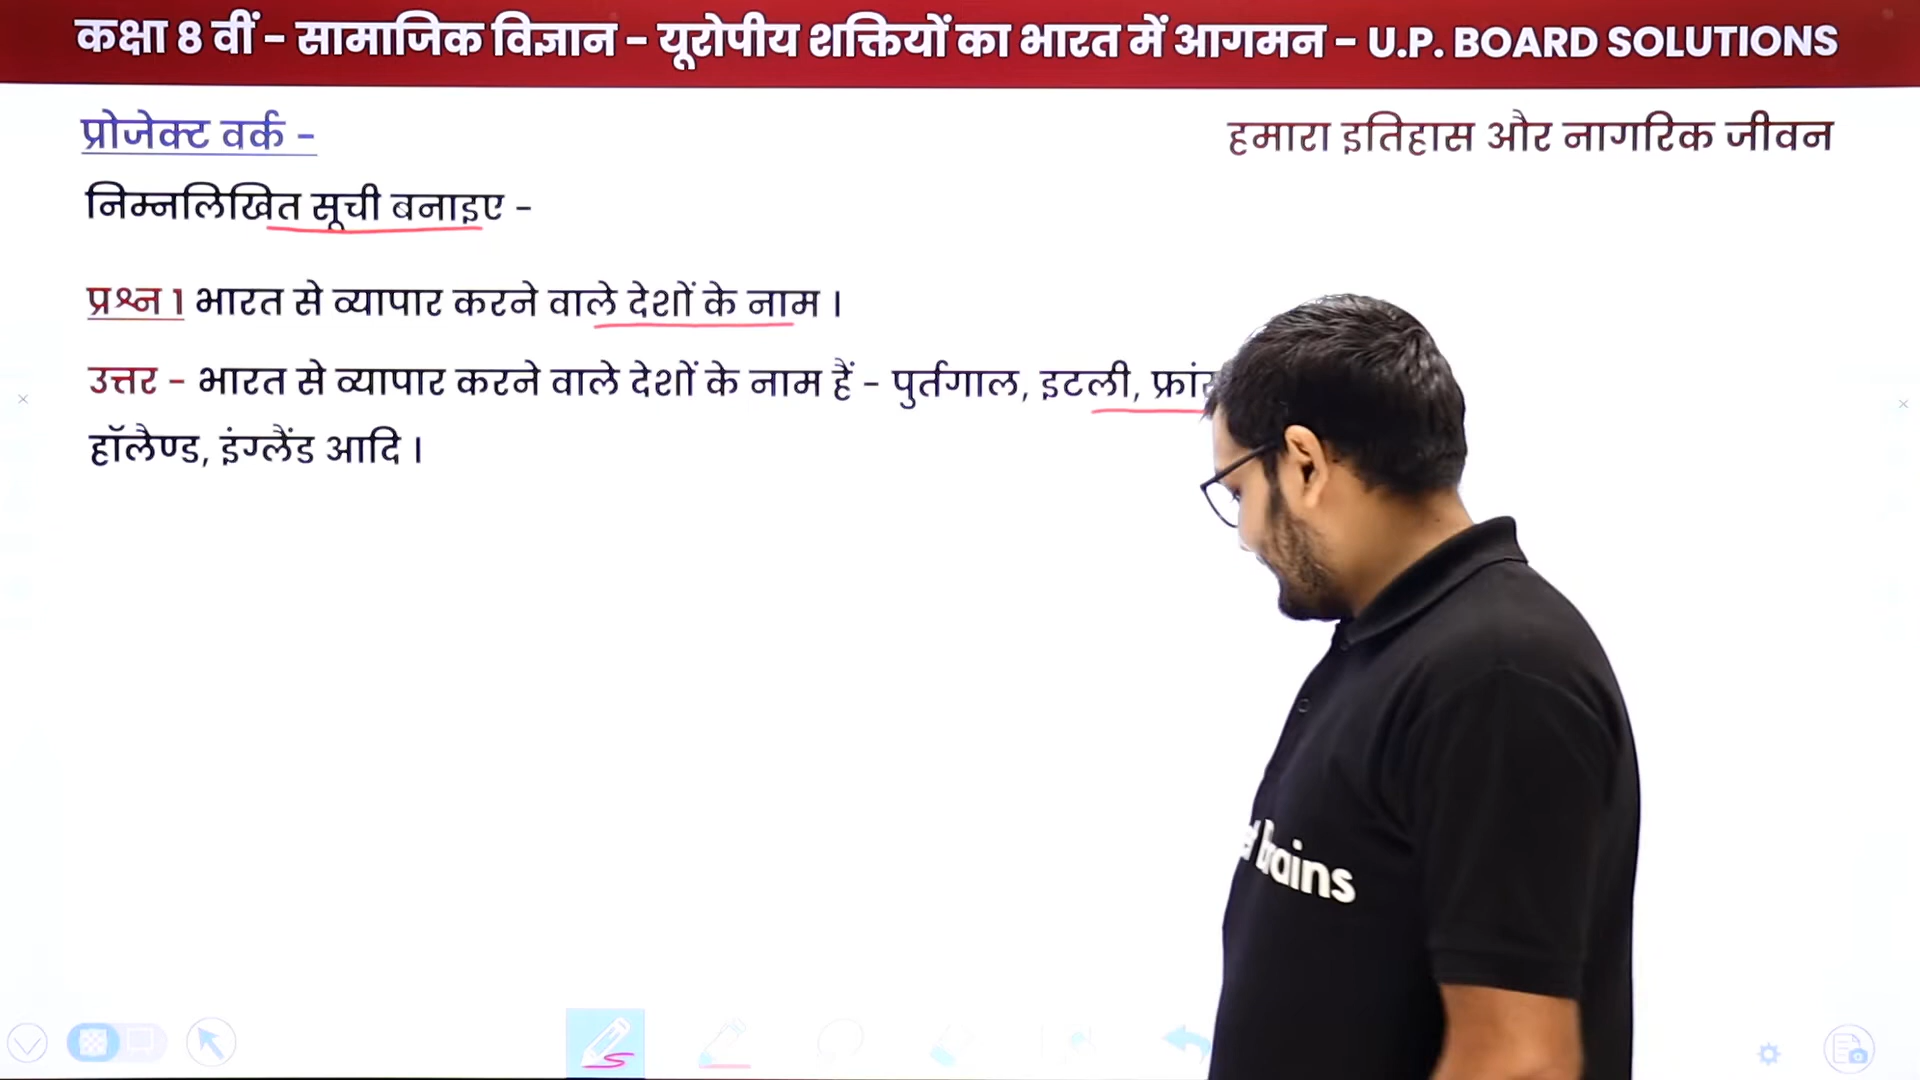 कक्षा 8 वीं - सामाजिक विज्ञान - यूरोपीय शक्तियों का भारत में आगमन - U.P. BOARD SOLUTIONS
प्रोजेक्ट वर्क -
हमारा इतिहास और नागरिक जीवन
निम्नलिखित सूची बनाइए -
प्रश्न 1 भारत से व्यापार करने वाले देशों के नाम ।
उत्तर - भारत से व्यापार करने वाले देशों के नाम हैं - पुर्तगाल, इटली,
हॉलैण्ड, इंग्लैंड आदि ।
brains